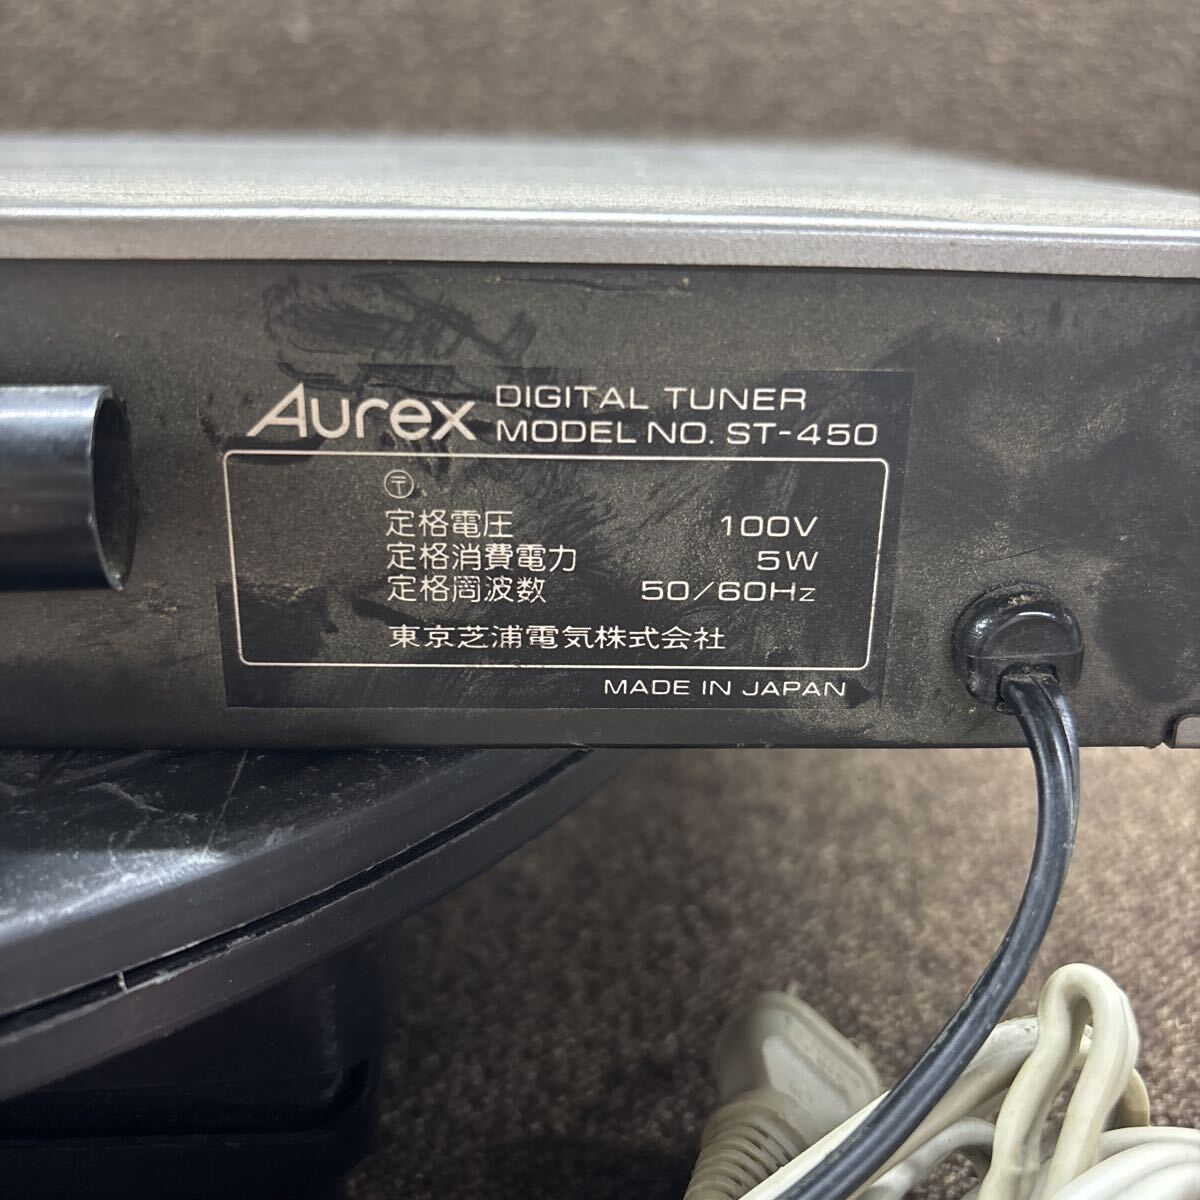 Aurex DIGITAL TUNER
MODEL NO. ST-450
〶
定格電圧 100V
定格消費電力 5W
定格周波数 50/60Hz
東京芝浦電気株式会社
MADE IN JAPAN